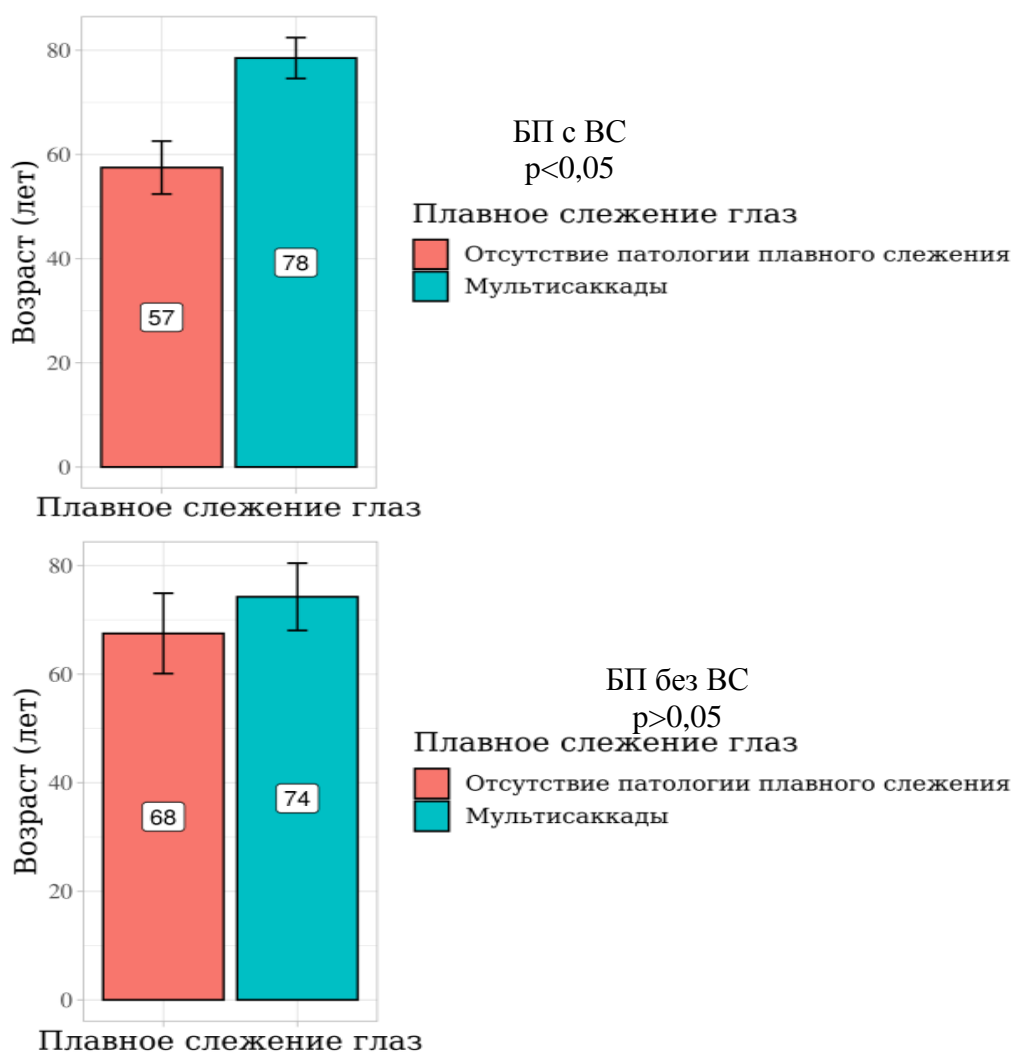 80
60
40
20
0
Возраст (лет)
57
78
Плавное слежение глаз
БП с ВС
p<0,05
Плавное слежение глаз
Отсутствие патологии плавного слежения
Мультисаккады
80
60
40
20
0
Возраст (лет)
68
74
Плавное слежение глаз
БП без ВС
p>0,05
Плавное слежение глаз
Отсутствие патологии плавного слежения
Мультисаккады